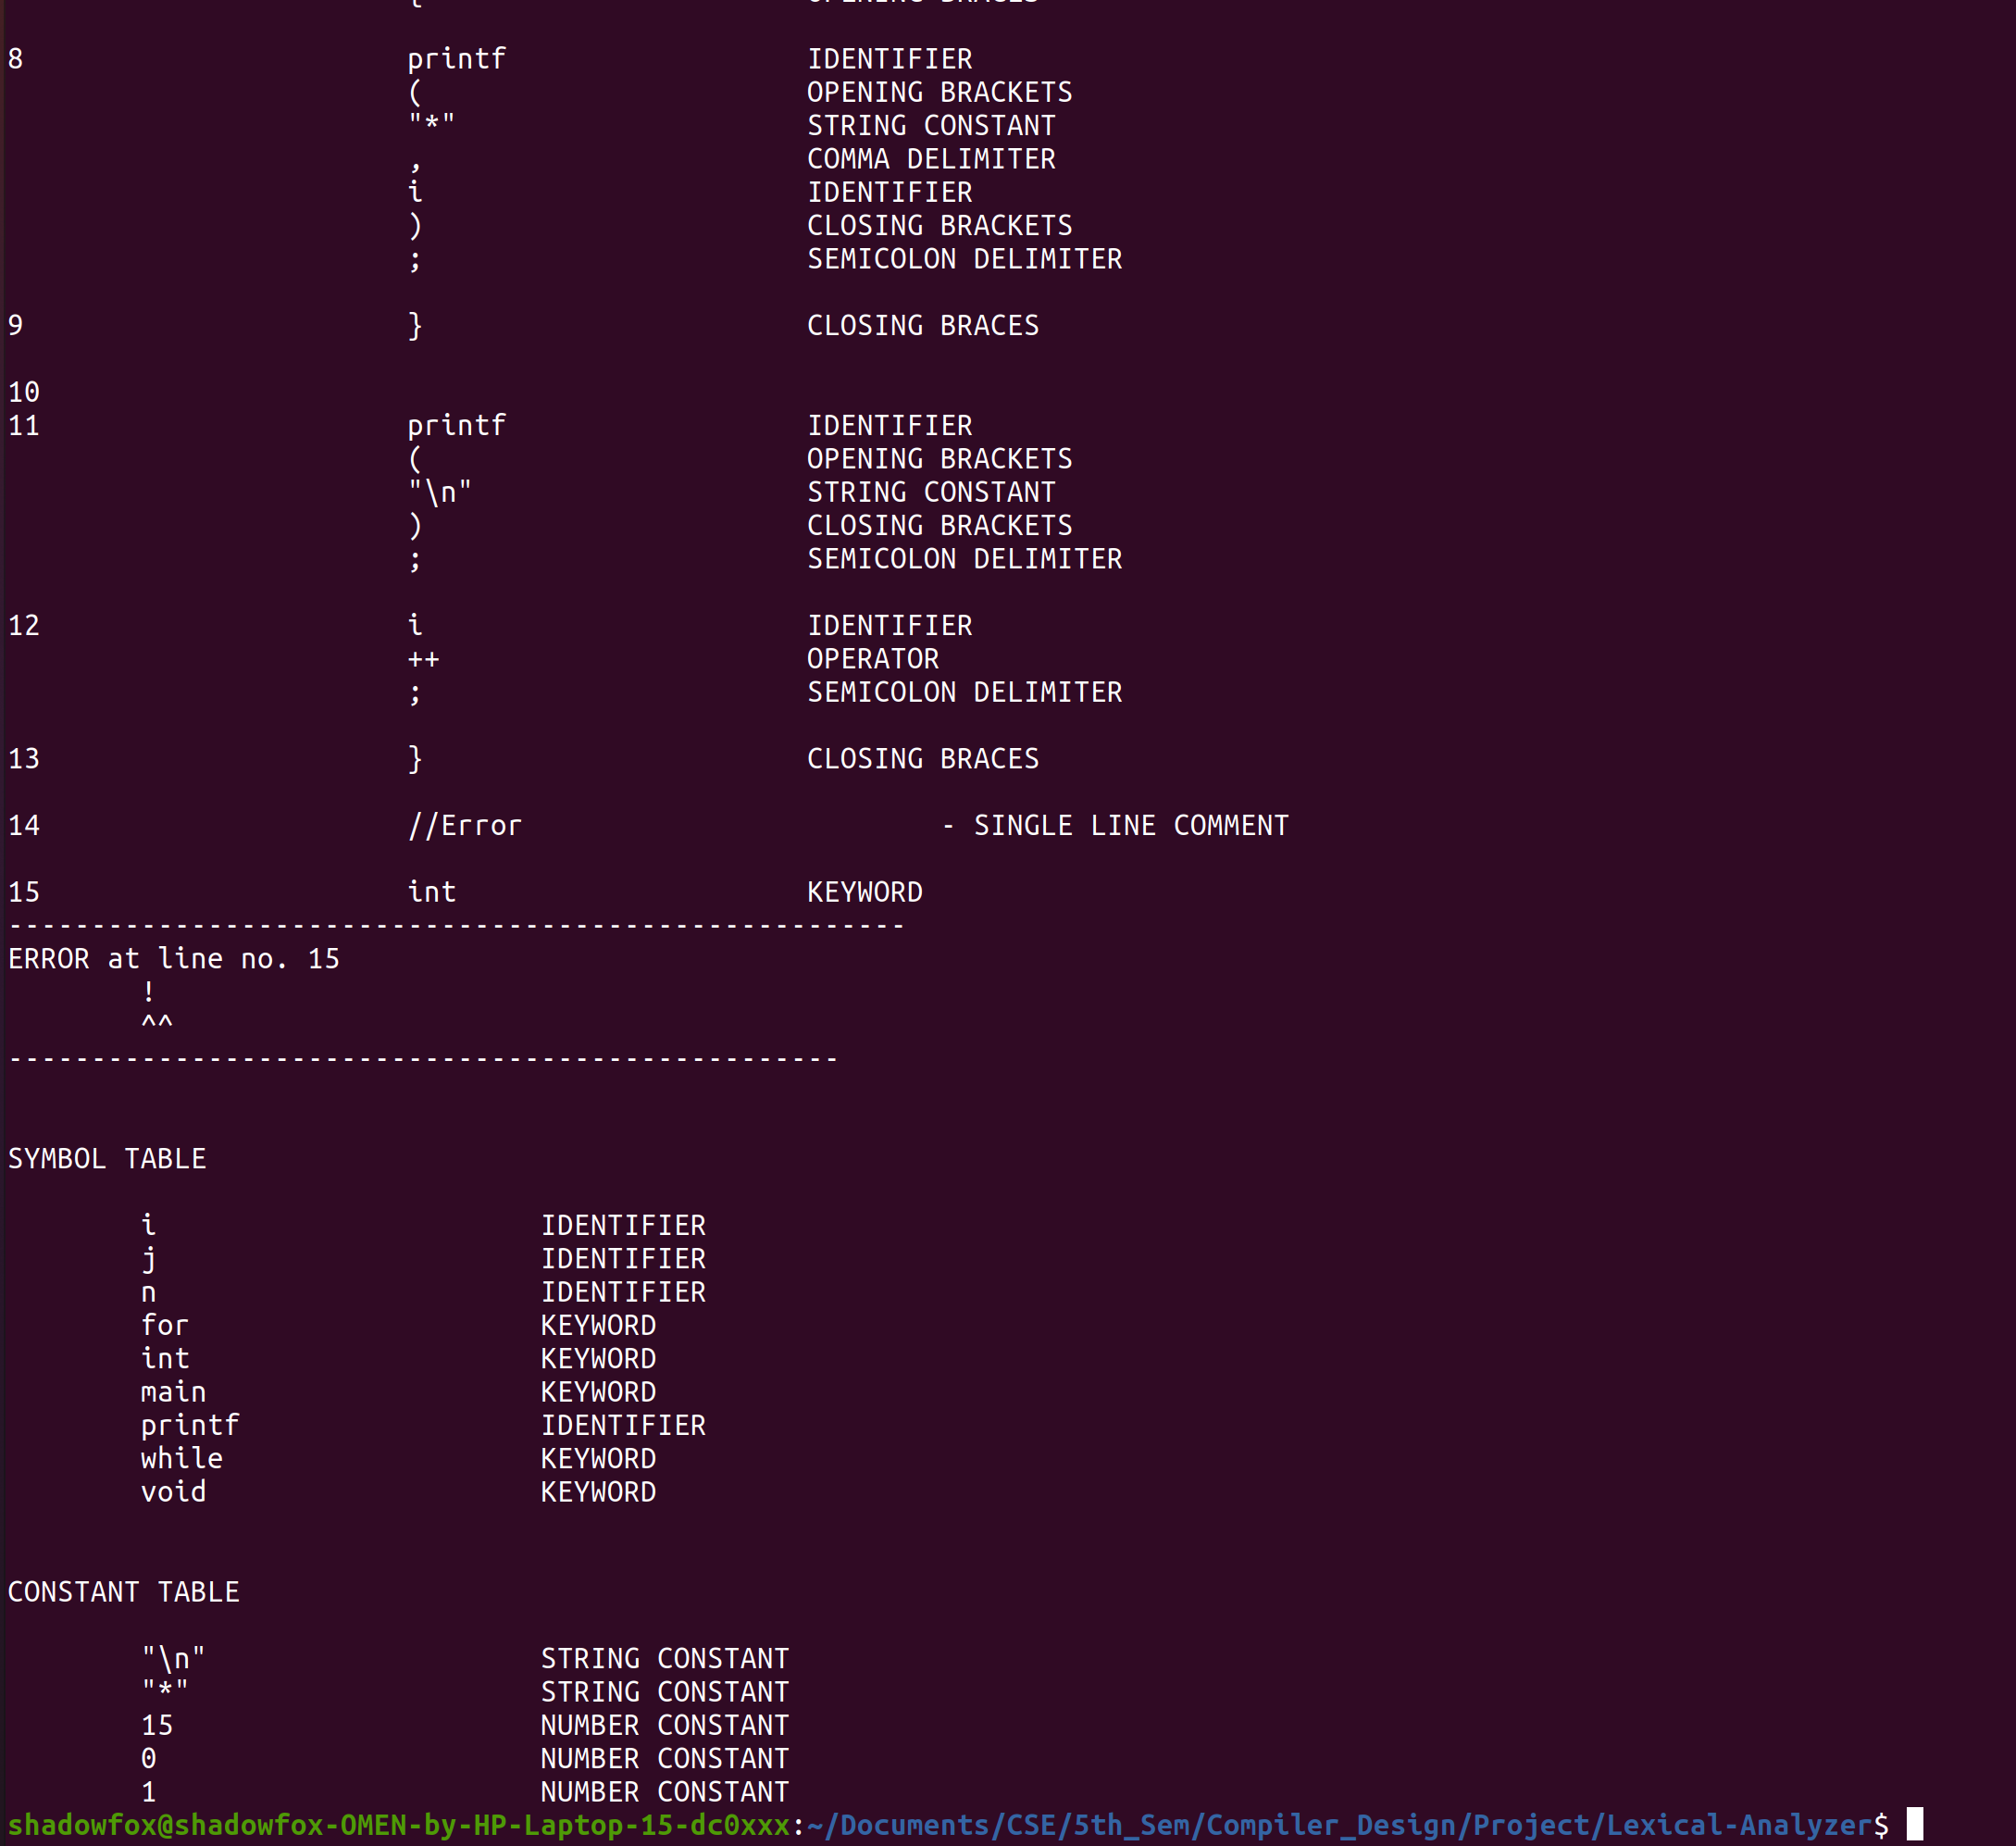 { OPENING BRACES
8 printf IDENTIFIER
( OPENING BRACKETS
"*" STRING CONSTANT
, COMMA DELIMITER
i IDENTIFIER
) CLOSING BRACKETS
; SEMICOLON DELIMITER
9 } CLOSING BRACES
10
11 printf IDENTIFIER
( OPENING BRACKETS
"\n" STRING CONSTANT
) CLOSING BRACKETS
; SEMICOLON DELIMITER
12 i IDENTIFIER
++ OPERATOR
; SEMICOLON DELIMITER
13 } CLOSING BRACES
14 //Error - SINGLE LINE COMMENT
15 int KEYWORD
------------------------------------------------------
ERROR at line no. 15
!
^^
--------------------------------------------------
SYMBOL TABLE
i IDENTIFIER
j IDENTIFIER
n IDENTIFIER
for KEYWORD
int KEYWORD
main KEYWORD
printf IDENTIFIER
while KEYWORD
void KEYWORD
CONSTANT TABLE
"\n" STRING CONSTANT
"*" STRING CONSTANT
15 NUMBER CONSTANT
0 NUMBER CONSTANT
1 NUMBER CONSTANT
shadowfox@shadowfox-OMEN-by-HP-Laptop-15-dc0xxx:~/Documents/CSE/5th_Sem/Compiler_Design/Project/Lexical-Analyzer$